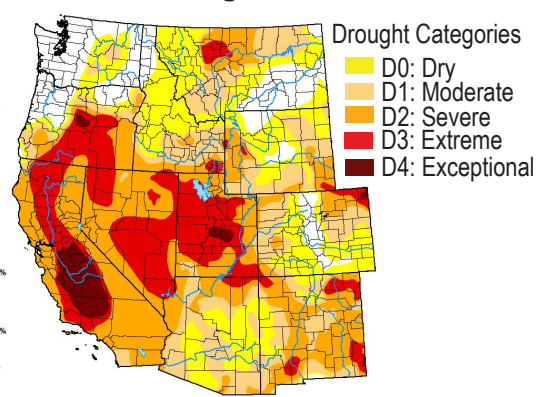 Drought Categories
D0: Dry
D1: Moderate
D2: Severe
D3: Extreme
D4: Exceptional
%
%